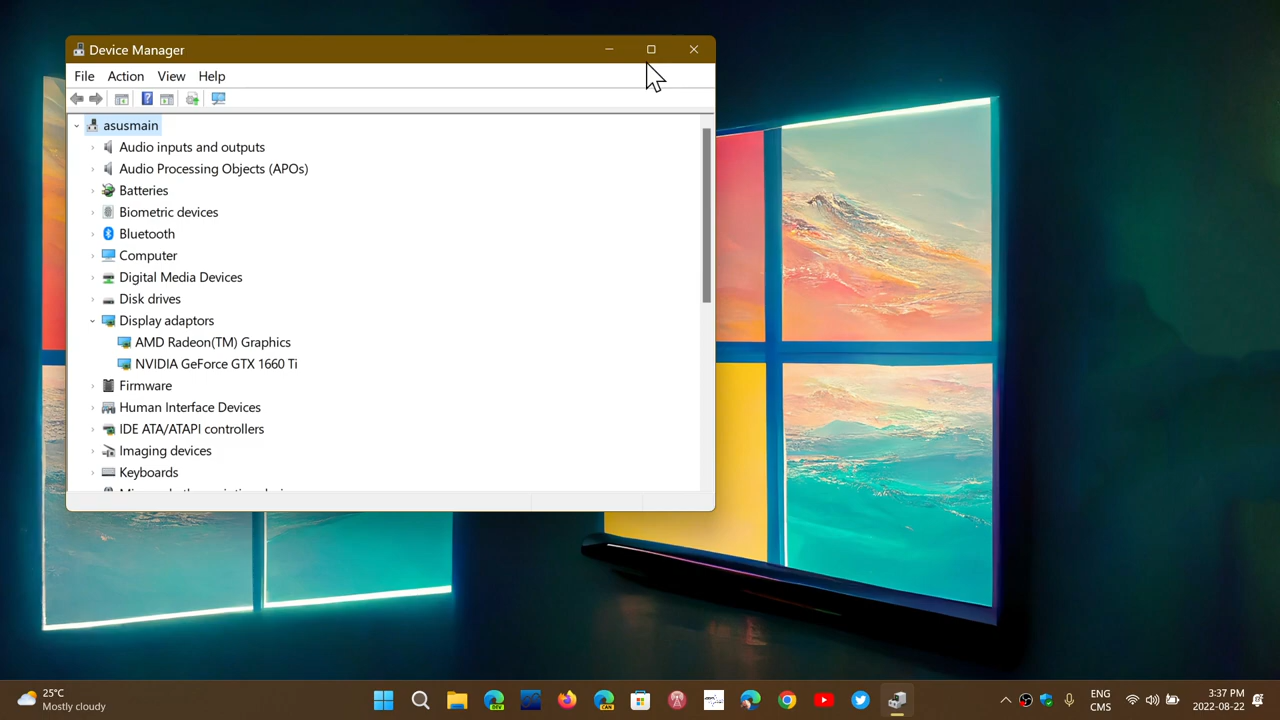 Device Manager
File Action View Help
asusmain
Audio inputs and outputs
Audio Processing Objects (APOs)
Batteries
Biometric devices
Bluetooth
Computer
Digital Media Devices
Disk drives
Display adaptors
AMD Radeon(TM) Graphics
NVIDIA GeForce GTX 1660 Ti
Firmware
Human Interface Devices
IDE ATA/ATAPI controllers
Imaging devices
Keyboards
25°C
Mostly cloudy
DEV
CAN
ENG
CMS
3:37 PM
2022-08-22